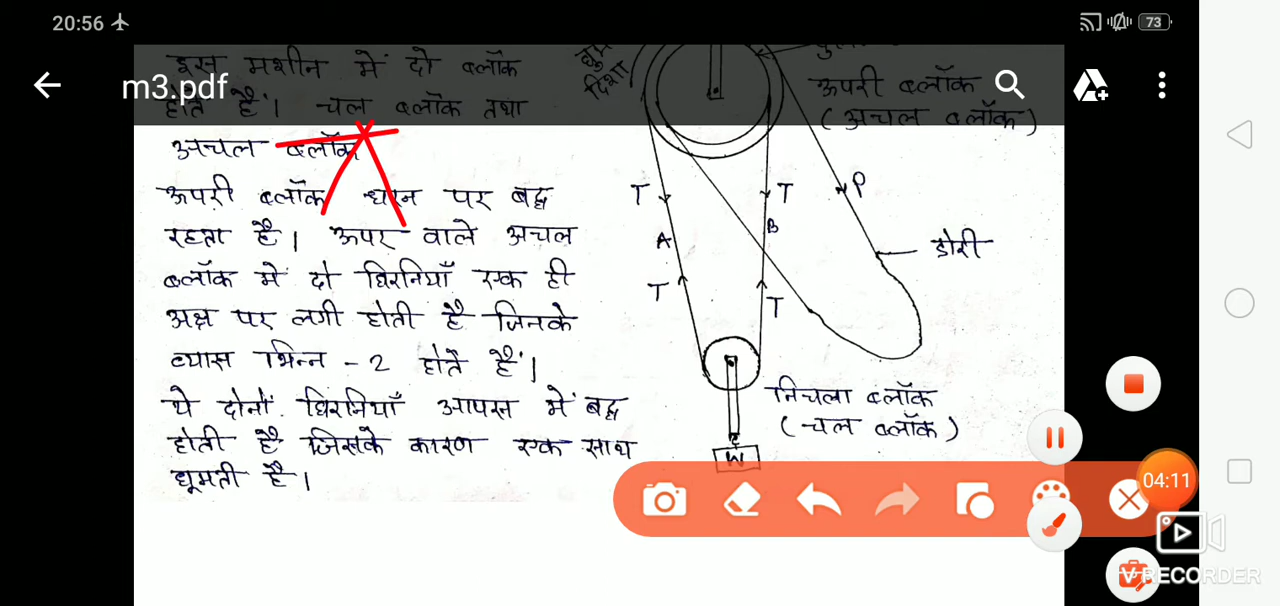 20:56
73
m3.pdf
इस मशीन में दो ब्लॉक
होते हैं। चल ब्लॉक तथा
अचल ब्लॉक
ऊपरी ब्लॉक धरन पर बद्ध
रहता है। ऊपर वाले अचल
ब्लॉक में दो घिरनियाँ एक ही
अक्ष पर लगी होती है जिनके
व्यास भिन्न-2 होते हैं।
ये दोनों घिरनियाँ आपस में बद्ध
होती है जिसके कारण एक साथ
घूमती है।
दिशा
ऊपरी ब्लॉक
(अचल ब्लॉक)
T
T
P
A
B
डोरी
T
T
निचला ब्लॉक
(चल ब्लॉक)
W
04:11
V RECORDER